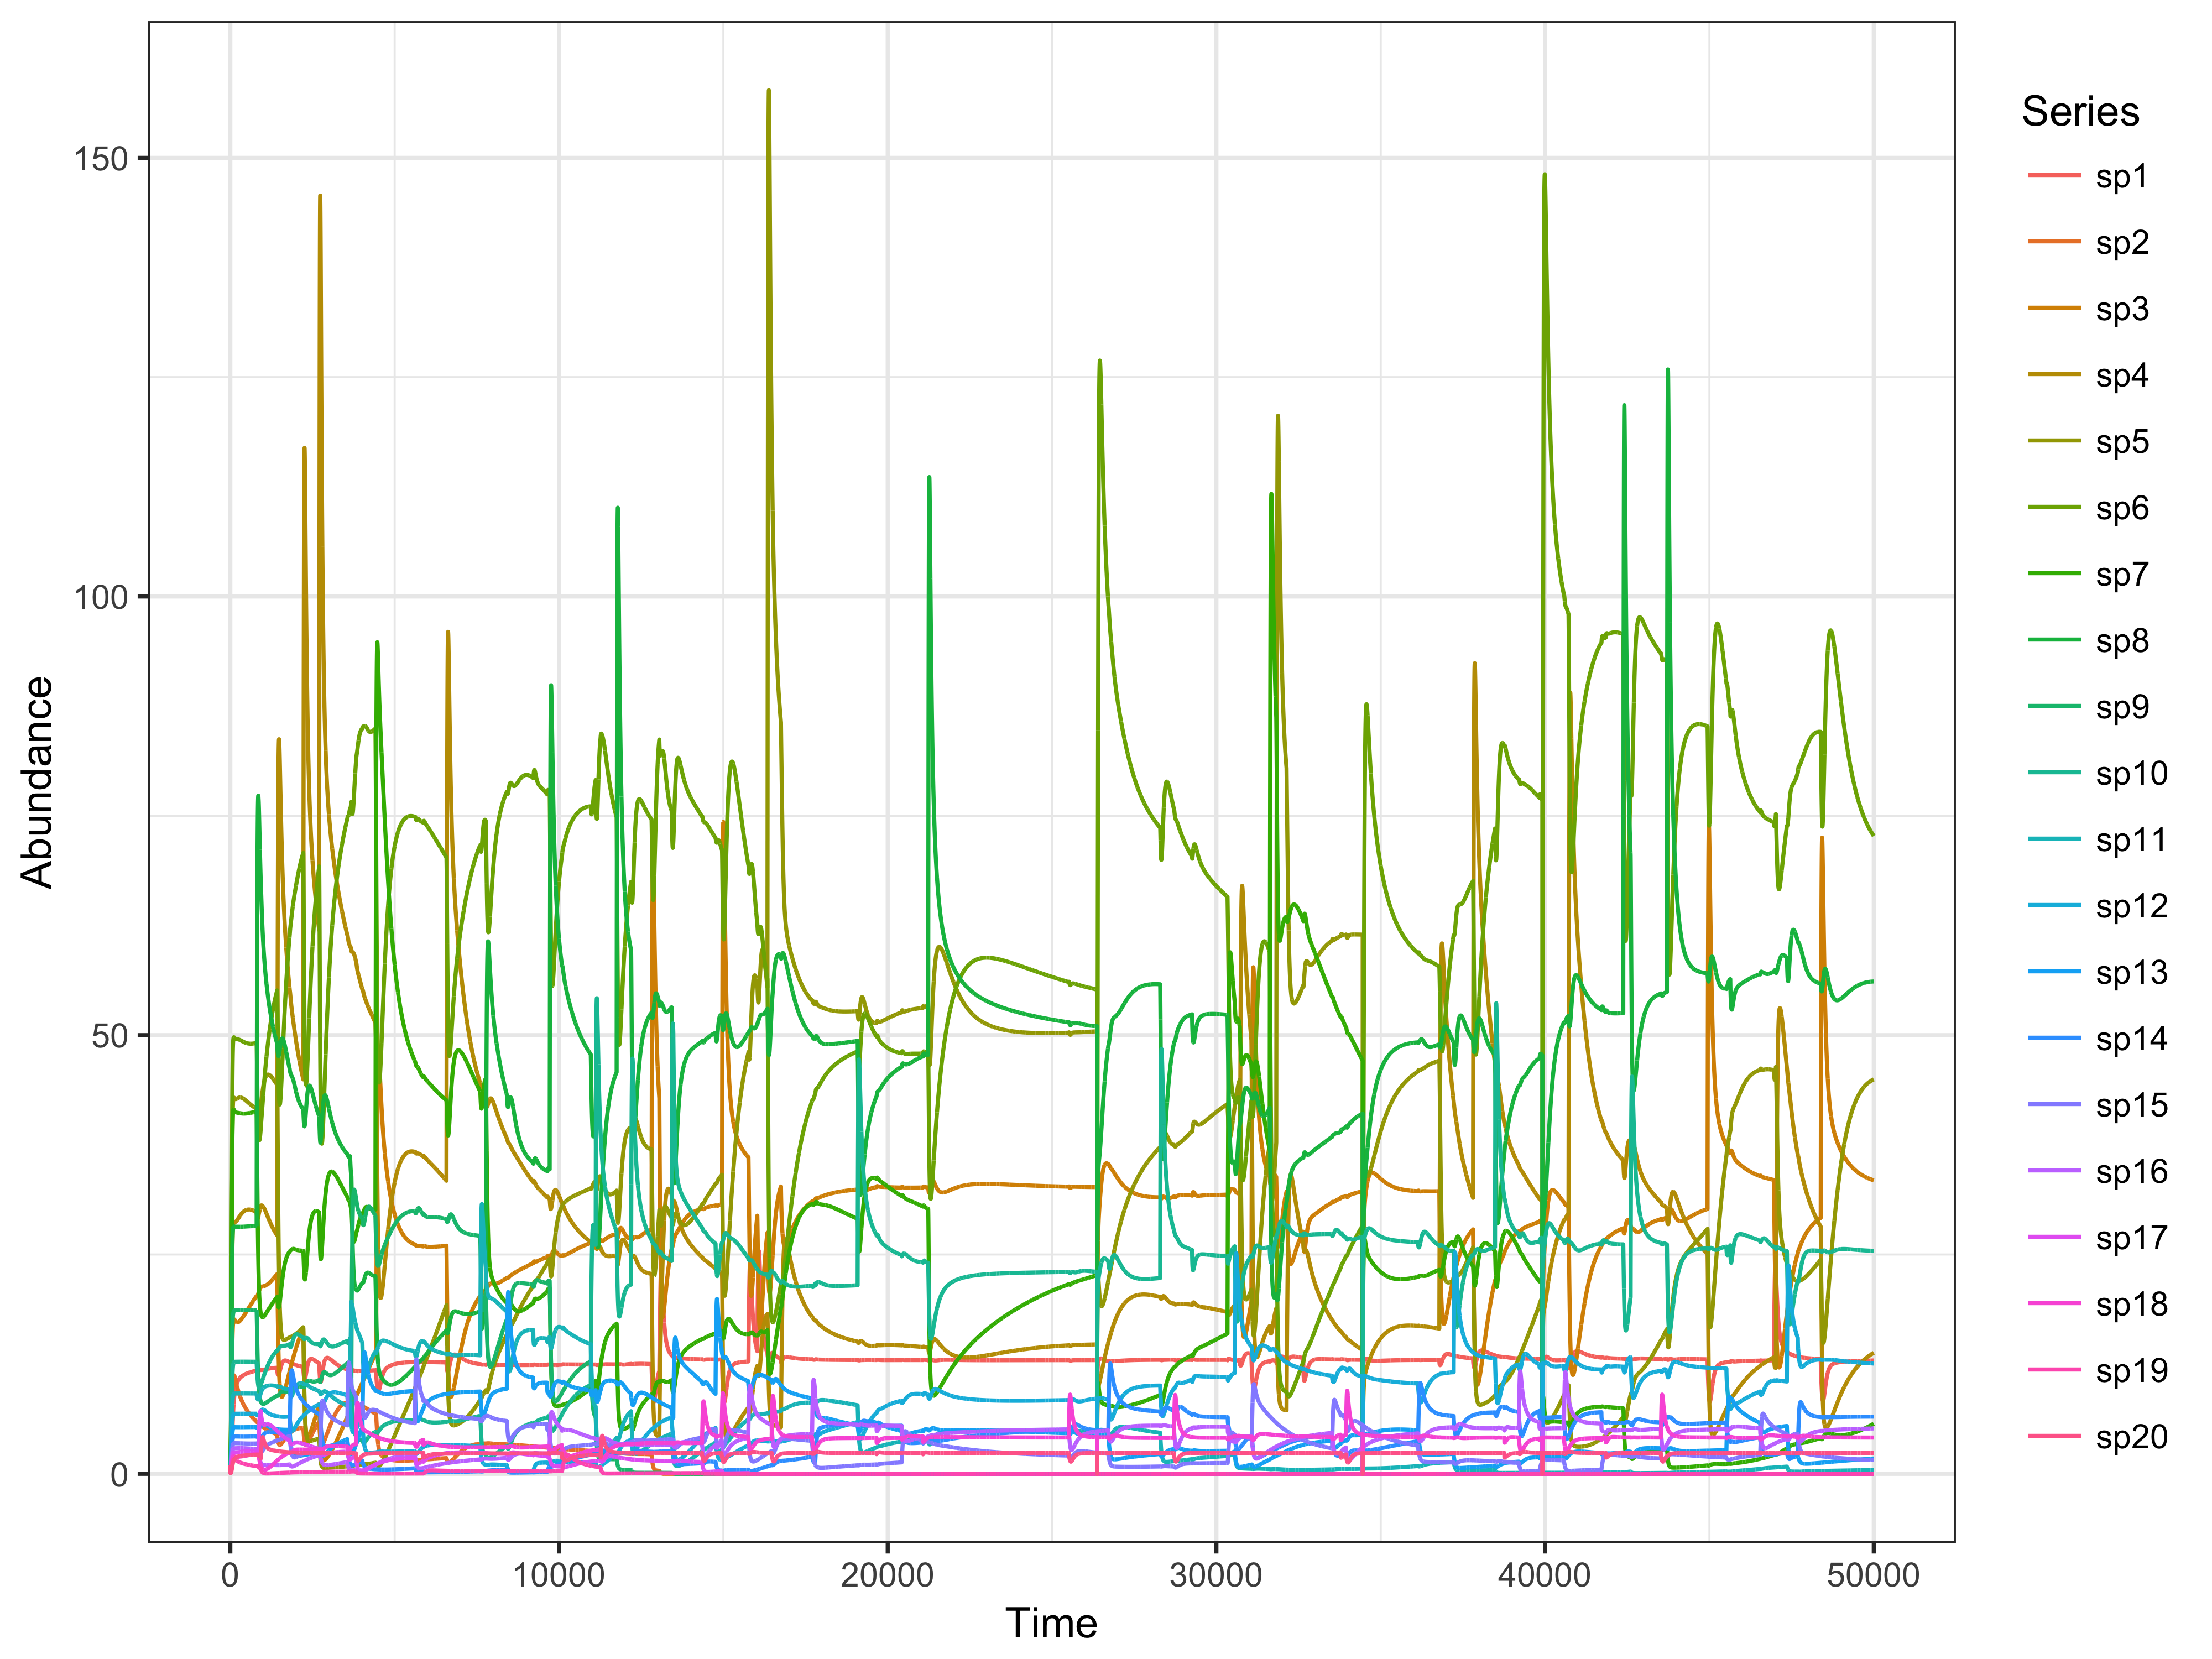 Abundance
150
100
50
0
0 10000 20000 30000 40000 50000
Time
Series
sp1
sp2
sp3
sp4
sp5
sp6
sp7
sp8
sp9
sp10
sp11
sp12
sp13
sp14
sp15
sp16
sp17
sp18
sp19
sp20